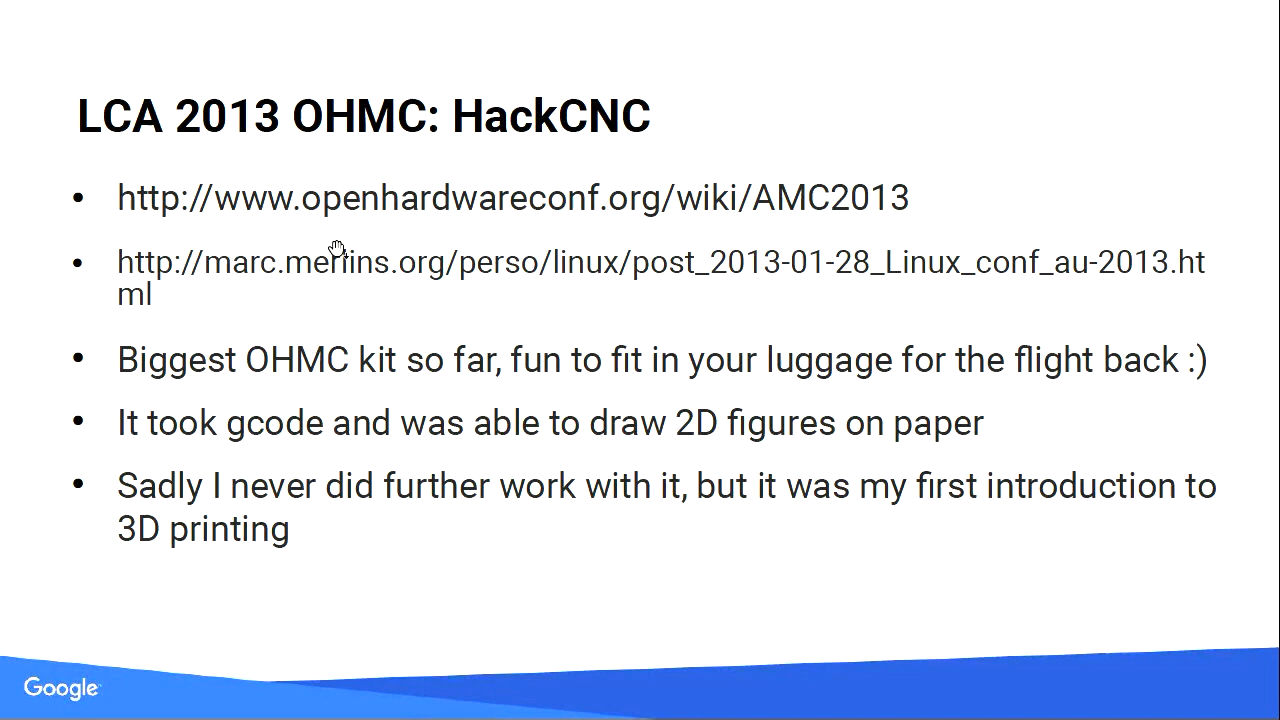 LCA 2013 OHMC: HackCNC
• http://www.openhardwareconf.org/wiki/AMC2013
• http://marc.merlins.org/perso/linux/post_2013-01-28_Linux_conf_au-2013.ht
ml
• Biggest OHMC kit so far, fun to fit in your luggage for the flight back :)
• It took gcode and was able to draw 2D figures on paper
• Sadly I never did further work with it, but it was my first introduction to
3D printing
Google